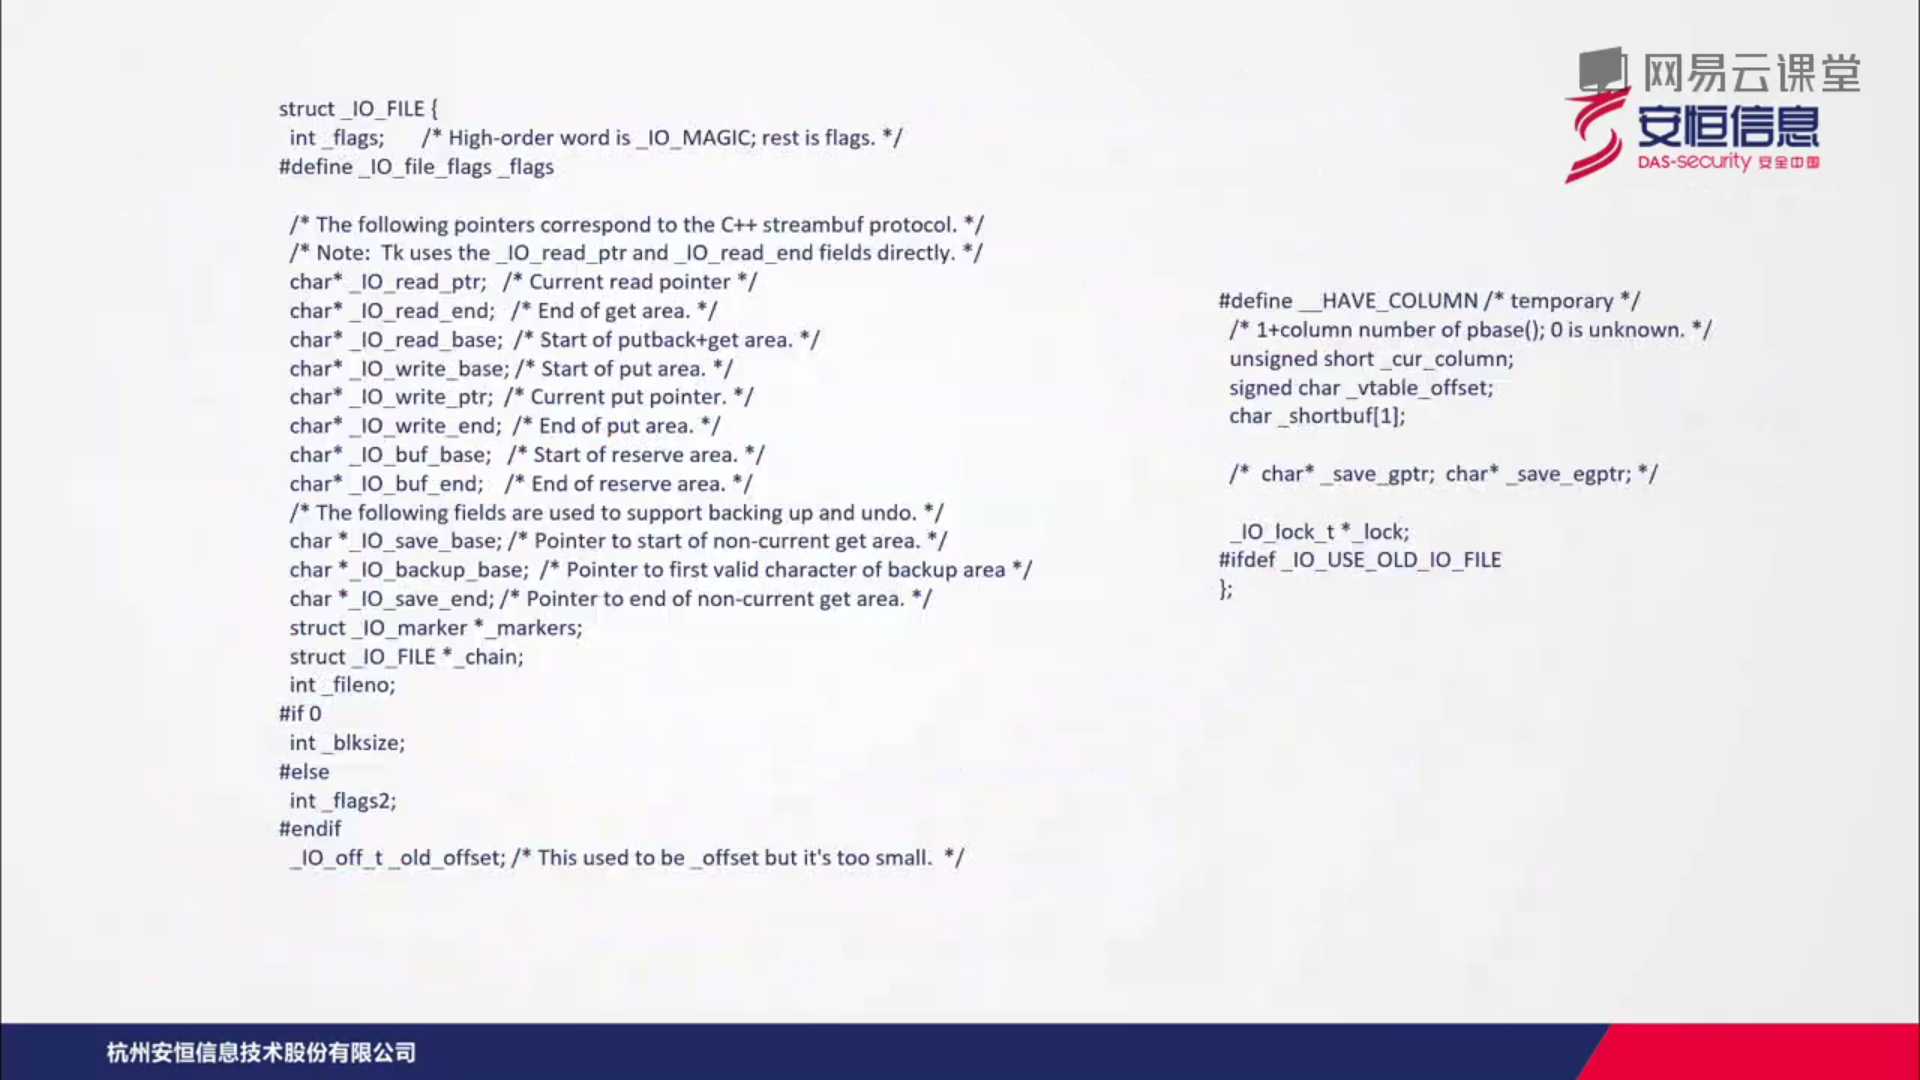 网易云课堂
安恒信息
DAS-security 安全中国
struct _IO_FILE {
int _flags; /* High-order word is _IO_MAGIC; rest is flags. */
#define _IO_file_flags _flags
/* The following pointers correspond to the C++ streambuf protocol. */
/* Note: Tk uses the _IO_read_ptr and _IO_read_end fields directly. */
char* _IO_read_ptr; /* Current read pointer */
char* _IO_read_end; /* End of get area. */
char* _IO_read_base; /* Start of putback+get area. */
char* _IO_write_base; /* Start of put area. */
char* _IO_write_ptr; /* Current put pointer. */
char* _IO_write_end; /* End of put area. */
char* _IO_buf_base; /* Start of reserve area. */
char* _IO_buf_end; /* End of reserve area. */
/* The following fields are used to support backing up and undo. */
char *_IO_save_base; /* Pointer to start of non-current get area. */
char *_IO_backup_base; /* Pointer to first valid character of backup area */
char *_IO_save_end; /* Pointer to end of non-current get area. */
struct _IO_marker *_markers;
struct _IO_FILE *_chain;
int _fileno;
#if 0
int _blksize;
#else
int _flags2;
#endif
_IO_off_t _old_offset; /* This used to be _offset but it's too small. */
#define __HAVE_COLUMN /* temporary */
/* 1+column number of pbase(); 0 is unknown. */
unsigned short _cur_column;
signed char _vtable_offset;
char _shortbuf[1];
/* char* _save_gptr; char* _save_egptr; */
_IO_lock_t *_lock;
#ifdef _IO_USE_OLD_IO_FILE
};
杭州安恒信息技术股份有限公司